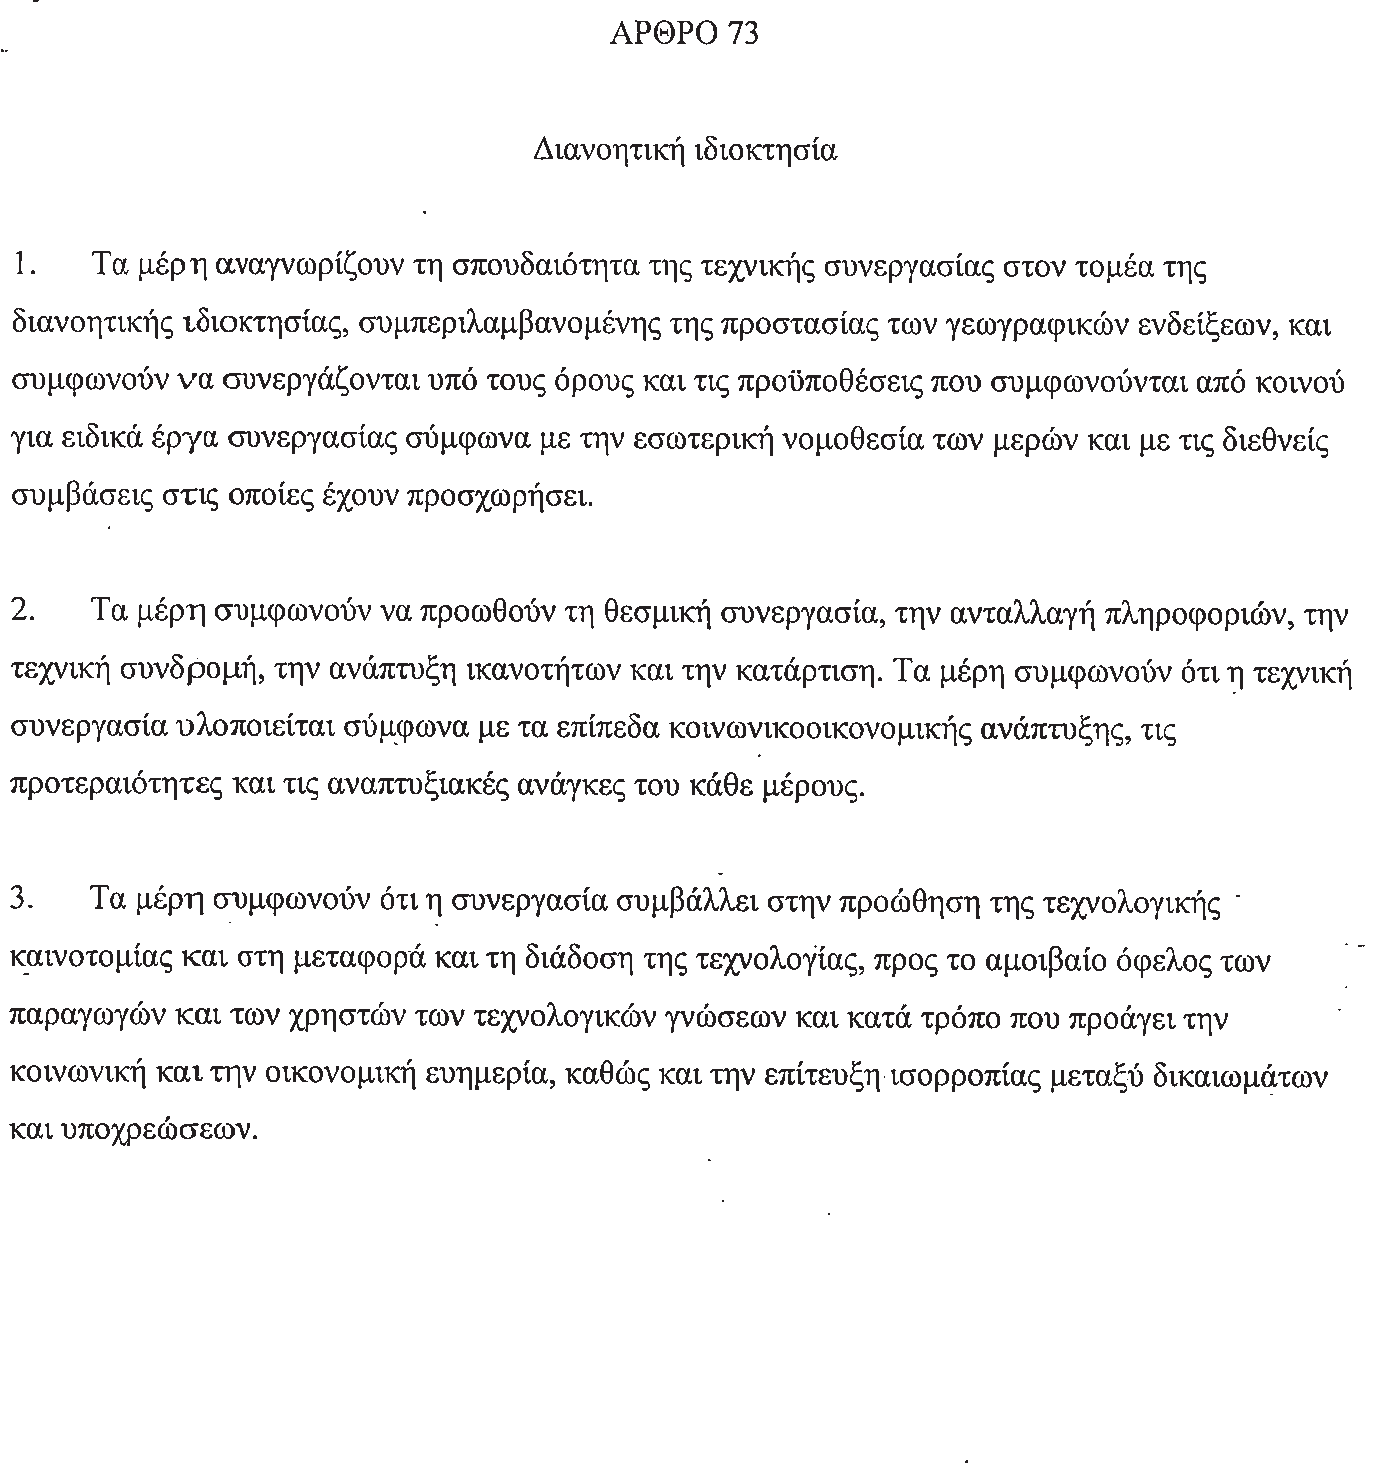 ΑΡΘΡΟ 73
Διανοητική ιδιοκτησία
1. Τα μέρη αναγνωρίζουν τη σπουδαιότητα της τεχνικής συνεργασίας στον τομέα της
διανοητικής ιδιοκτησίας, συμπεριλαμβανομένης της προστασίας των γεωγραφικών ενδείξεων, και
συμφωνούν να συνεργάζονται υπό τους όρους και τις προϋποθέσεις που συμφωνούνται από κοινού
για ειδικά έργα συνεργασίας σύμφωνα με την εσωτερική νομοθεσία των μερών και με τις διεθνείς
συμβάσεις στις οποίες έχουν προσχωρήσει.
2. Τα μέρη συμφωνούν να προωθούν τη θεσμική συνεργασία, την ανταλλαγή πληροφοριών, την
τεχνική συνδρομή, την ανάπτυξη ικανοτήτων και την κατάρτιση. Τα μέρη συμφωνούν ότι η τεχνική
συνεργασία υλοποιείται σύμφωνα με τα επίπεδα κοινωνικοοικονομικής ανάπτυξης, τις
προτεραιότητες και τις αναπτυξιακές ανάγκες του κάθε μέρους.
3. Τα μέρη συμφωνούν ότι η συνεργασία συμβάλλει στην προώθηση της τεχνολογικής
καινοτομίας και στη μεταφορά και τη διάδοση της τεχνολογίας, προς το αμοιβαίο όφελος των
παραγωγών και των χρηστών των τεχνολογικών γνώσεων και κατά τρόπο που προάγει την
κοινωνική και την οικονομική ευημερία, καθώς και την επίτευξη ισορροπίας μεταξύ δικαιωμάτων
και υποχρεώσεων.